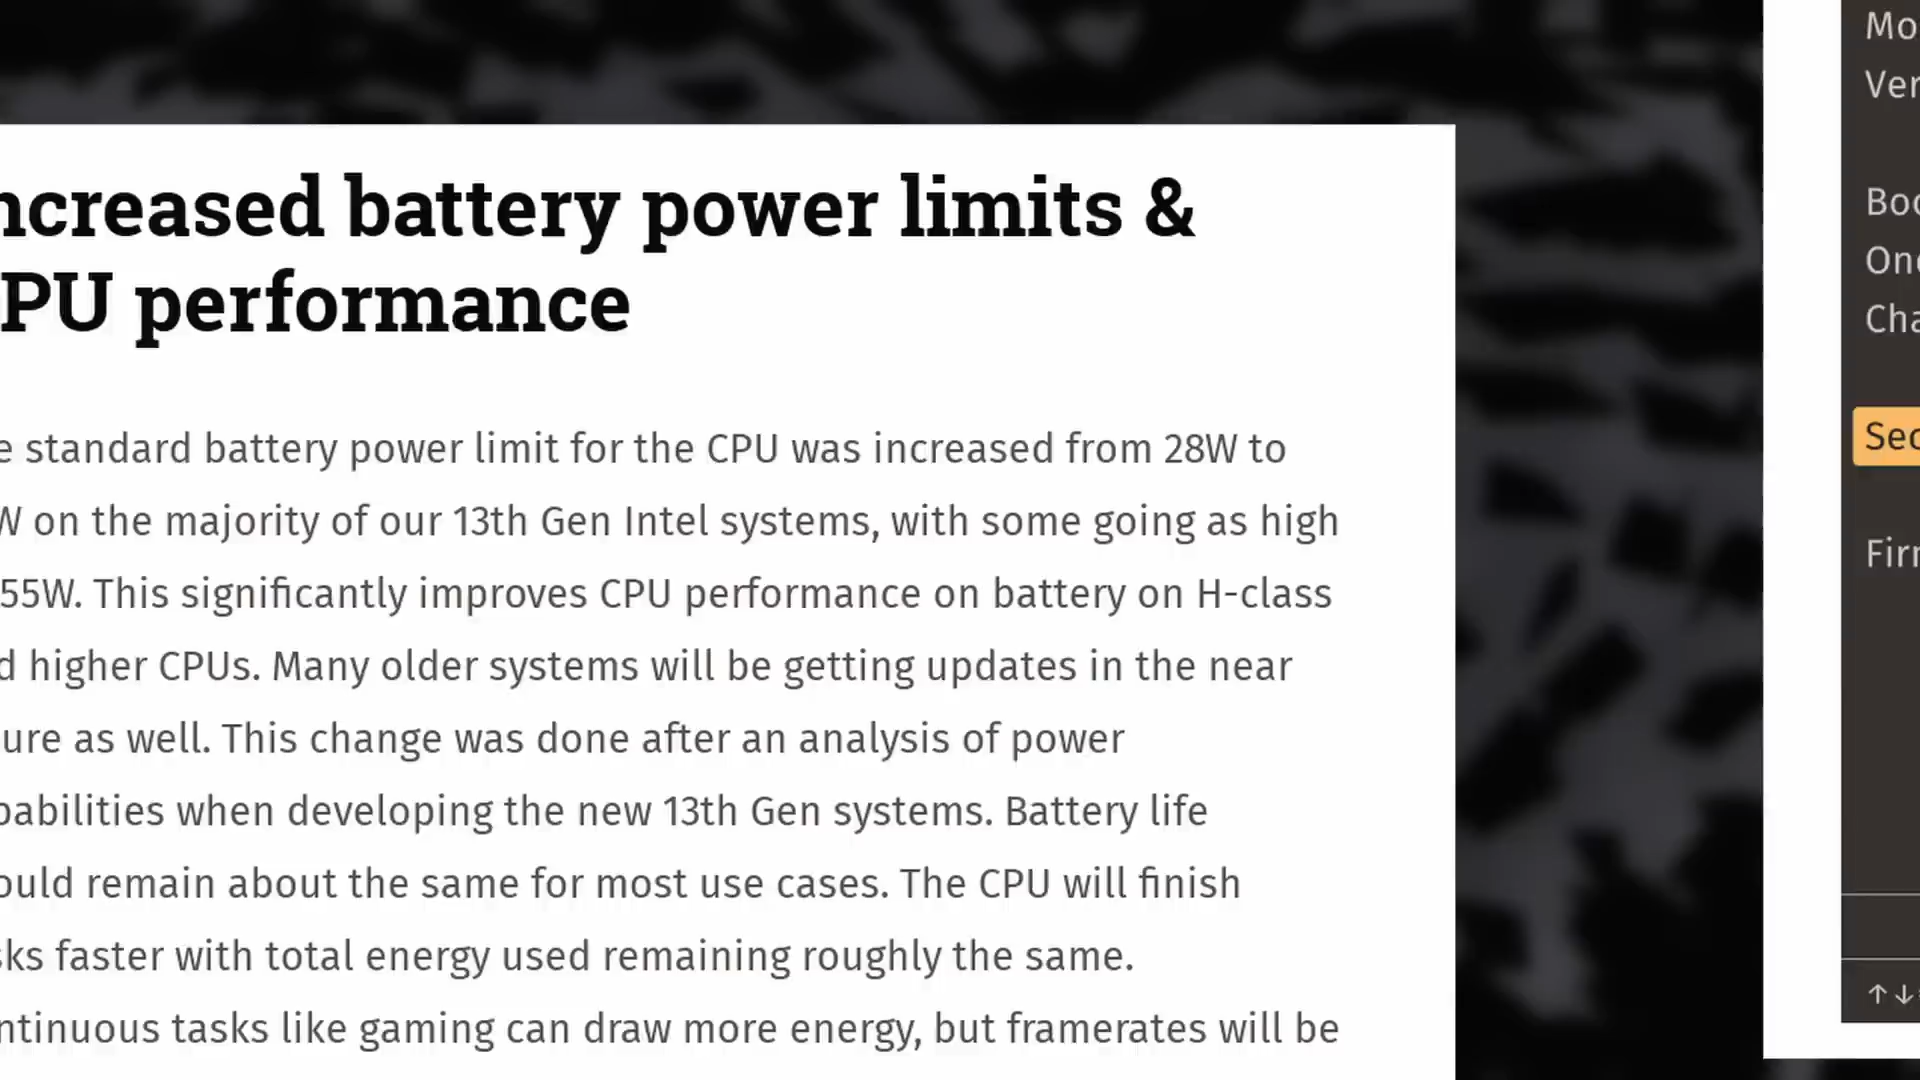 ncreased battery power limits &
PU performance
e standard battery power limit for the CPU was increased from 28W to
W on the majority of our 13th Gen Intel systems, with some going as high
55W. This significantly improves CPU performance on battery on H-class
d higher CPUs. Many older systems will be getting updates in the near
ure as well. This change was done after an analysis of power
pabilities when developing the new 13th Gen systems. Battery life
ould remain about the same for most use cases. The CPU will finish
sks faster with total energy used remaining roughly the same.
ntinuous tasks like gaming can draw more energy, but framerates will be
Mo
Ver
Boo
One
Cha
Sec
Firm
↑↓